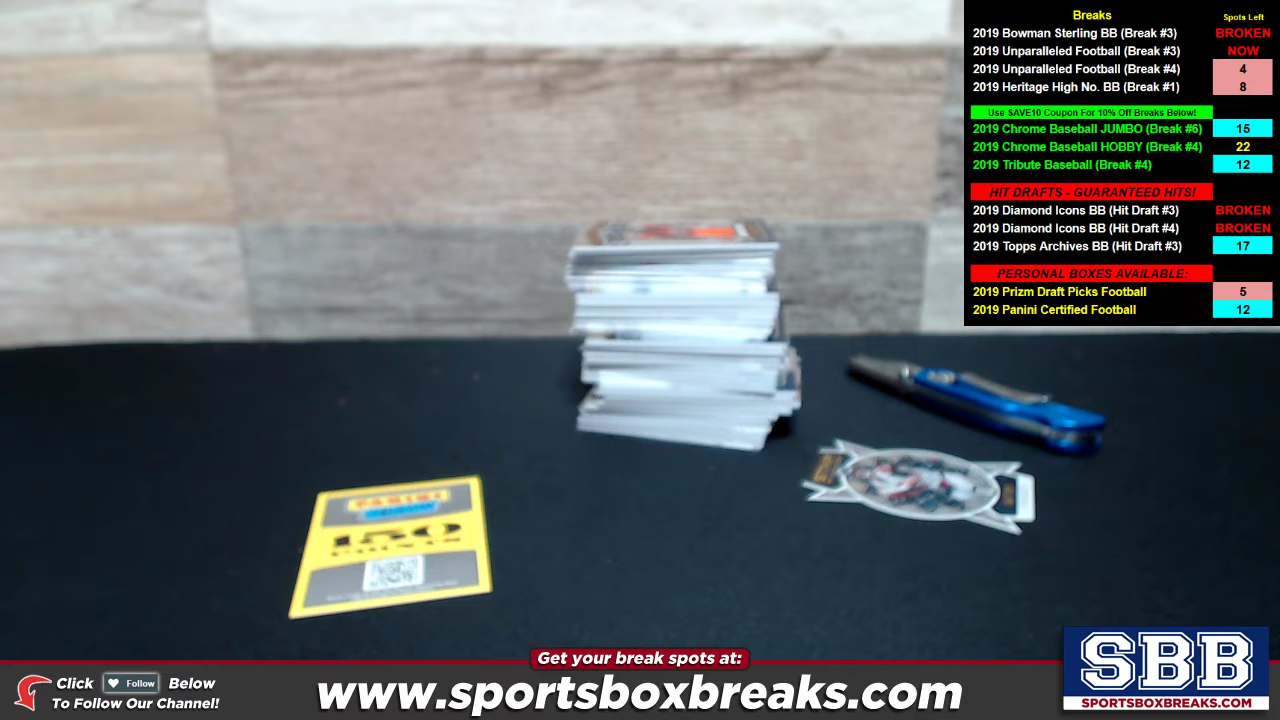 Breaks Spots Left
2019 Bowman Sterling BB (Break #3) BROKEN
2019 Unparalleled Football (Break #3) NOW
2019 Unparalleled Football (Break #4) 4
2019 Heritage High No. BB (Break #1) 8
Use SAVE10 Coupon For 10% Off Breaks Below!
2019 Chrome Baseball JUMBO (Break #6) 15
2019 Chrome Baseball HOBBY (Break #4) 22
2019 Tribute Baseball (Break #4) 12
HIT DRAFTS - GUARANTEED HITS!
2019 Diamond Icons BB (Hit Draft #3) BROKEN
2019 Diamond Icons BB (Hit Draft #4) BROKEN
2019 Topps Archives BB (Hit Draft #3) 17
PERSONAL BOXES AVAILABLE:
2019 Prizm Draft Picks Football 5
2019 Panini Certified Football 12
PANINI
150
POINTS
Get your break spots at:
www.sportsboxbreaks.com
Click Follow Below
To Follow Our Channel!
SBB
SPORTSBOXBREAKS.COM